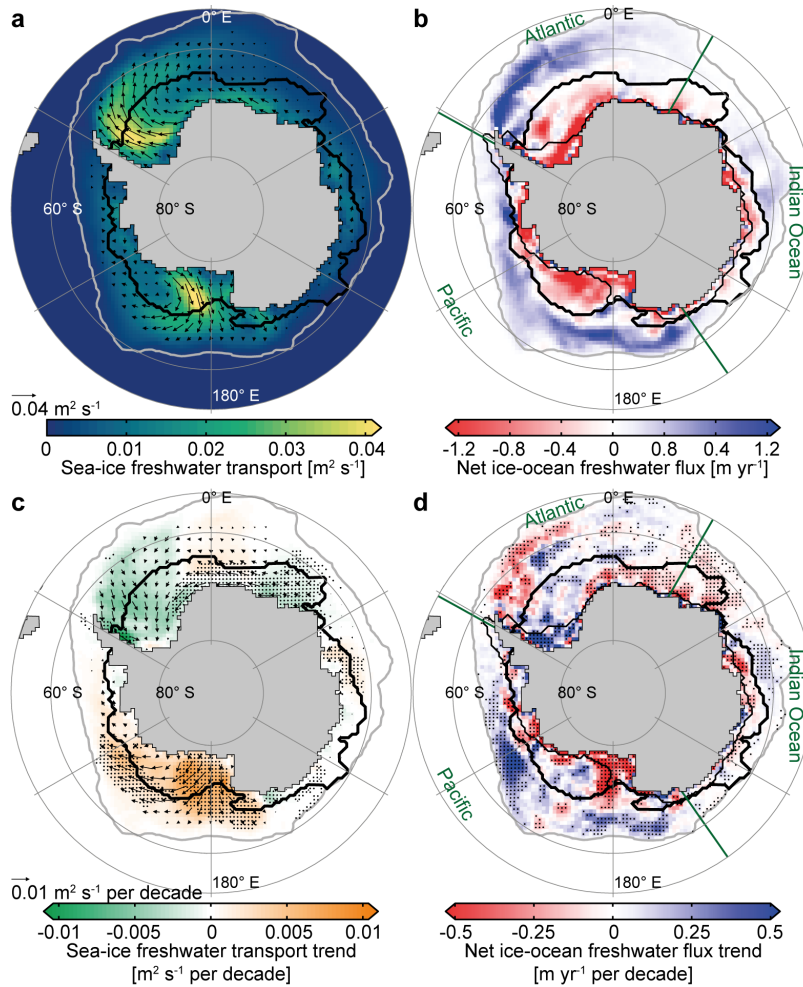 a
0° E
60° S
80° S
180° E
0.04 m² s⁻¹
0 0.01 0.02 0.03 0.04
Sea-ice freshwater transport [m² s⁻¹]
b
0° E
Atlantic
Indian Ocean
Pacific
60° S
80° S
180° E
-1.2 -0.8 -0.4 0 0.4 0.8 1.2
Net ice-ocean freshwater flux [m yr⁻¹]
c
0° E
60° S
80° S
180° E
0.01 m² s⁻¹ per decade
-0.01 -0.005 0 0.005 0.01
Sea-ice freshwater transport trend
[m² s⁻¹ per decade]
d
0° E
Atlantic
Indian Ocean
Pacific
60° S
80° S
180° E
-0.5 -0.25 0 0.25 0.5
Net ice-ocean freshwater flux trend
[m yr⁻¹ per decade]